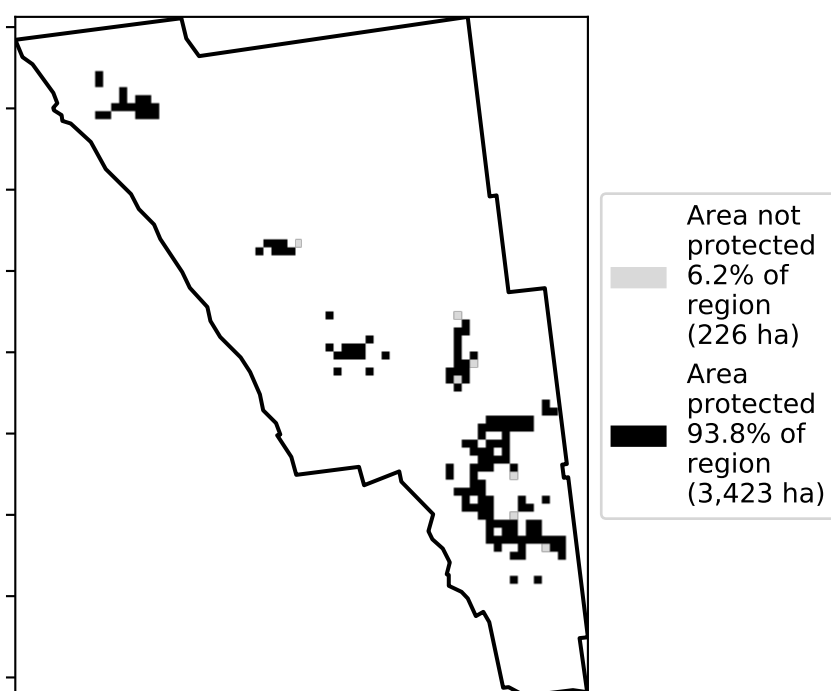 Area not
protected
6.2% of
region
(226 ha)
Area
protected
93.8% of
region
(3,423 ha)